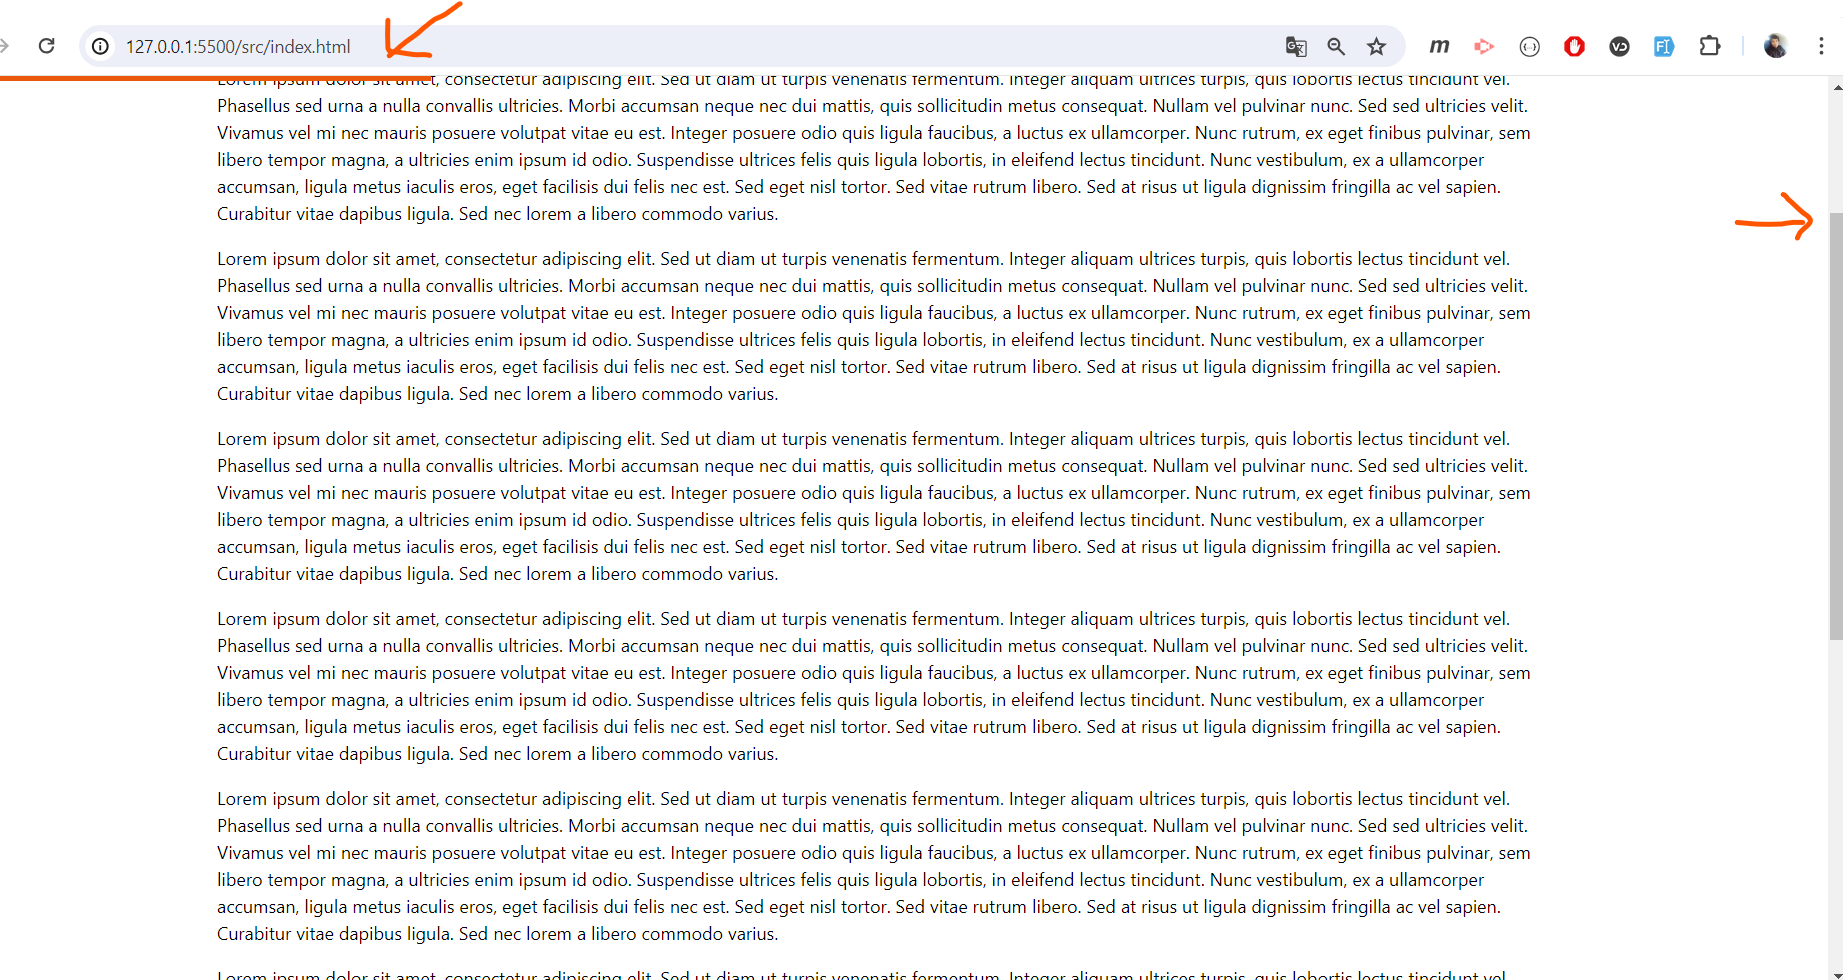 127.0.0.1:5500/src/index.html
Lorem ipsum dolor sit amet, consectetur adipiscing elit. Sed ut diam ut turpis venenatis fermentum. Integer aliquam ultrices turpis, quis lobortis lectus tincidunt vel.
Phasellus sed urna a nulla convallis ultricies. Morbi accumsan neque nec dui mattis, quis sollicitudin metus consequat. Nullam vel pulvinar nunc. Sed sed ultricies velit.
Vivamus vel mi nec mauris posuere volutpat vitae eu est. Integer posuere odio quis ligula faucibus, a luctus ex ullamcorper. Nunc rutrum, ex eget finibus pulvinar, sem
libero tempor magna, a ultricies enim ipsum id odio. Suspendisse ultrices felis quis ligula lobortis, in eleifend lectus tincidunt. Nunc vestibulum, ex a ullamcorper
accumsan, ligula metus iaculis eros, eget facilisis dui felis nec est. Sed eget nisl tortor. Sed vitae rutrum libero. Sed at risus ut ligula dignissim fringilla ac vel sapien.
Curabitur vitae dapibus ligula. Sed nec lorem a libero commodo varius.
Lorem ipsum dolor sit amet, consectetur adipiscing elit. Sed ut diam ut turpis venenatis fermentum. Integer aliquam ultrices turpis, quis lobortis lectus tincidunt vel.
Phasellus sed urna a nulla convallis ultricies. Morbi accumsan neque nec dui mattis, quis sollicitudin metus consequat. Nullam vel pulvinar nunc. Sed sed ultricies velit.
Vivamus vel mi nec mauris posuere volutpat vitae eu est. Integer posuere odio quis ligula faucibus, a luctus ex ullamcorper. Nunc rutrum, ex eget finibus pulvinar, sem
libero tempor magna, a ultricies enim ipsum id odio. Suspendisse ultrices felis quis ligula lobortis, in eleifend lectus tincidunt. Nunc vestibulum, ex a ullamcorper
accumsan, ligula metus iaculis eros, eget facilisis dui felis nec est. Sed eget nisl tortor. Sed vitae rutrum libero. Sed at risus ut ligula dignissim fringilla ac vel sapien.
Curabitur vitae dapibus ligula. Sed nec lorem a libero commodo varius.
Lorem ipsum dolor sit amet, consectetur adipiscing elit. Sed ut diam ut turpis venenatis fermentum. Integer aliquam ultrices turpis, quis lobortis lectus tincidunt vel.
Phasellus sed urna a nulla convallis ultricies. Morbi accumsan neque nec dui mattis, quis sollicitudin metus consequat. Nullam vel pulvinar nunc. Sed sed ultricies velit.
Vivamus vel mi nec mauris posuere volutpat vitae eu est. Integer posuere odio quis ligula faucibus, a luctus ex ullamcorper. Nunc rutrum, ex eget finibus pulvinar, sem
libero tempor magna, a ultricies enim ipsum id odio. Suspendisse ultrices felis quis ligula lobortis, in eleifend lectus tincidunt. Nunc vestibulum, ex a ullamcorper
accumsan, ligula metus iaculis eros, eget facilisis dui felis nec est. Sed eget nisl tortor. Sed vitae rutrum libero. Sed at risus ut ligula dignissim fringilla ac vel sapien.
Curabitur vitae dapibus ligula. Sed nec lorem a libero commodo varius.
Lorem ipsum dolor sit amet, consectetur adipiscing elit. Sed ut diam ut turpis venenatis fermentum. Integer aliquam ultrices turpis, quis lobortis lectus tincidunt vel.
Phasellus sed urna a nulla convallis ultricies. Morbi accumsan neque nec dui mattis, quis sollicitudin metus consequat. Nullam vel pulvinar nunc. Sed sed ultricies velit.
Vivamus vel mi nec mauris posuere volutpat vitae eu est. Integer posuere odio quis ligula faucibus, a luctus ex ullamcorper. Nunc rutrum, ex eget finibus pulvinar, sem
libero tempor magna, a ultricies enim ipsum id odio. Suspendisse ultrices felis quis ligula lobortis, in eleifend lectus tincidunt. Nunc vestibulum, ex a ullamcorper
accumsan, ligula metus iaculis eros, eget facilisis dui felis nec est. Sed eget nisl tortor. Sed vitae rutrum libero. Sed at risus ut ligula dignissim fringilla ac vel sapien.
Curabitur vitae dapibus ligula. Sed nec lorem a libero commodo varius.
Lorem ipsum dolor sit amet, consectetur adipiscing elit. Sed ut diam ut turpis venenatis fermentum. Integer aliquam ultrices turpis, quis lobortis lectus tincidunt vel.
Phasellus sed urna a nulla convallis ultricies. Morbi accumsan neque nec dui mattis, quis sollicitudin metus consequat. Nullam vel pulvinar nunc. Sed sed ultricies velit.
Vivamus vel mi nec mauris posuere volutpat vitae eu est. Integer posuere odio quis ligula faucibus, a luctus ex ullamcorper. Nunc rutrum, ex eget finibus pulvinar, sem
libero tempor magna, a ultricies enim ipsum id odio. Suspendisse ultrices felis quis ligula lobortis, in eleifend lectus tincidunt. Nunc vestibulum, ex a ullamcorper
accumsan, ligula metus iaculis eros, eget facilisis dui felis nec est. Sed eget nisl tortor. Sed vitae rutrum libero. Sed at risus ut ligula dignissim fringilla ac vel sapien.
Curabitur vitae dapibus ligula. Sed nec lorem a libero commodo varius.
Lorem ipsum dolor sit amet, consectetur adipiscing elit. Sed ut diam ut turpis venenatis fermentum. Integer aliquam ultrices turpis, quis lobortis lectus tincidunt vel.